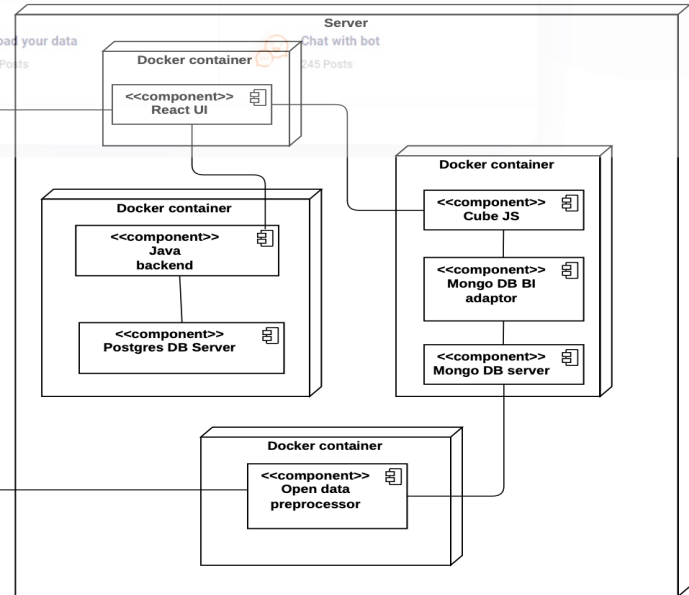 Server
oad your data
Chat with bot
Posts
245 Posts
Docker container
<<component>>
React UI
Docker container
<<component>>
Cube JS
Docker container
<<component>>
Java
backend
<<component>>
Mongo DB BI
adaptor
<<component>>
Postgres DB Server
<<component>>
Mongo DB server
Docker container
<<component>>
Open data
preprocessor